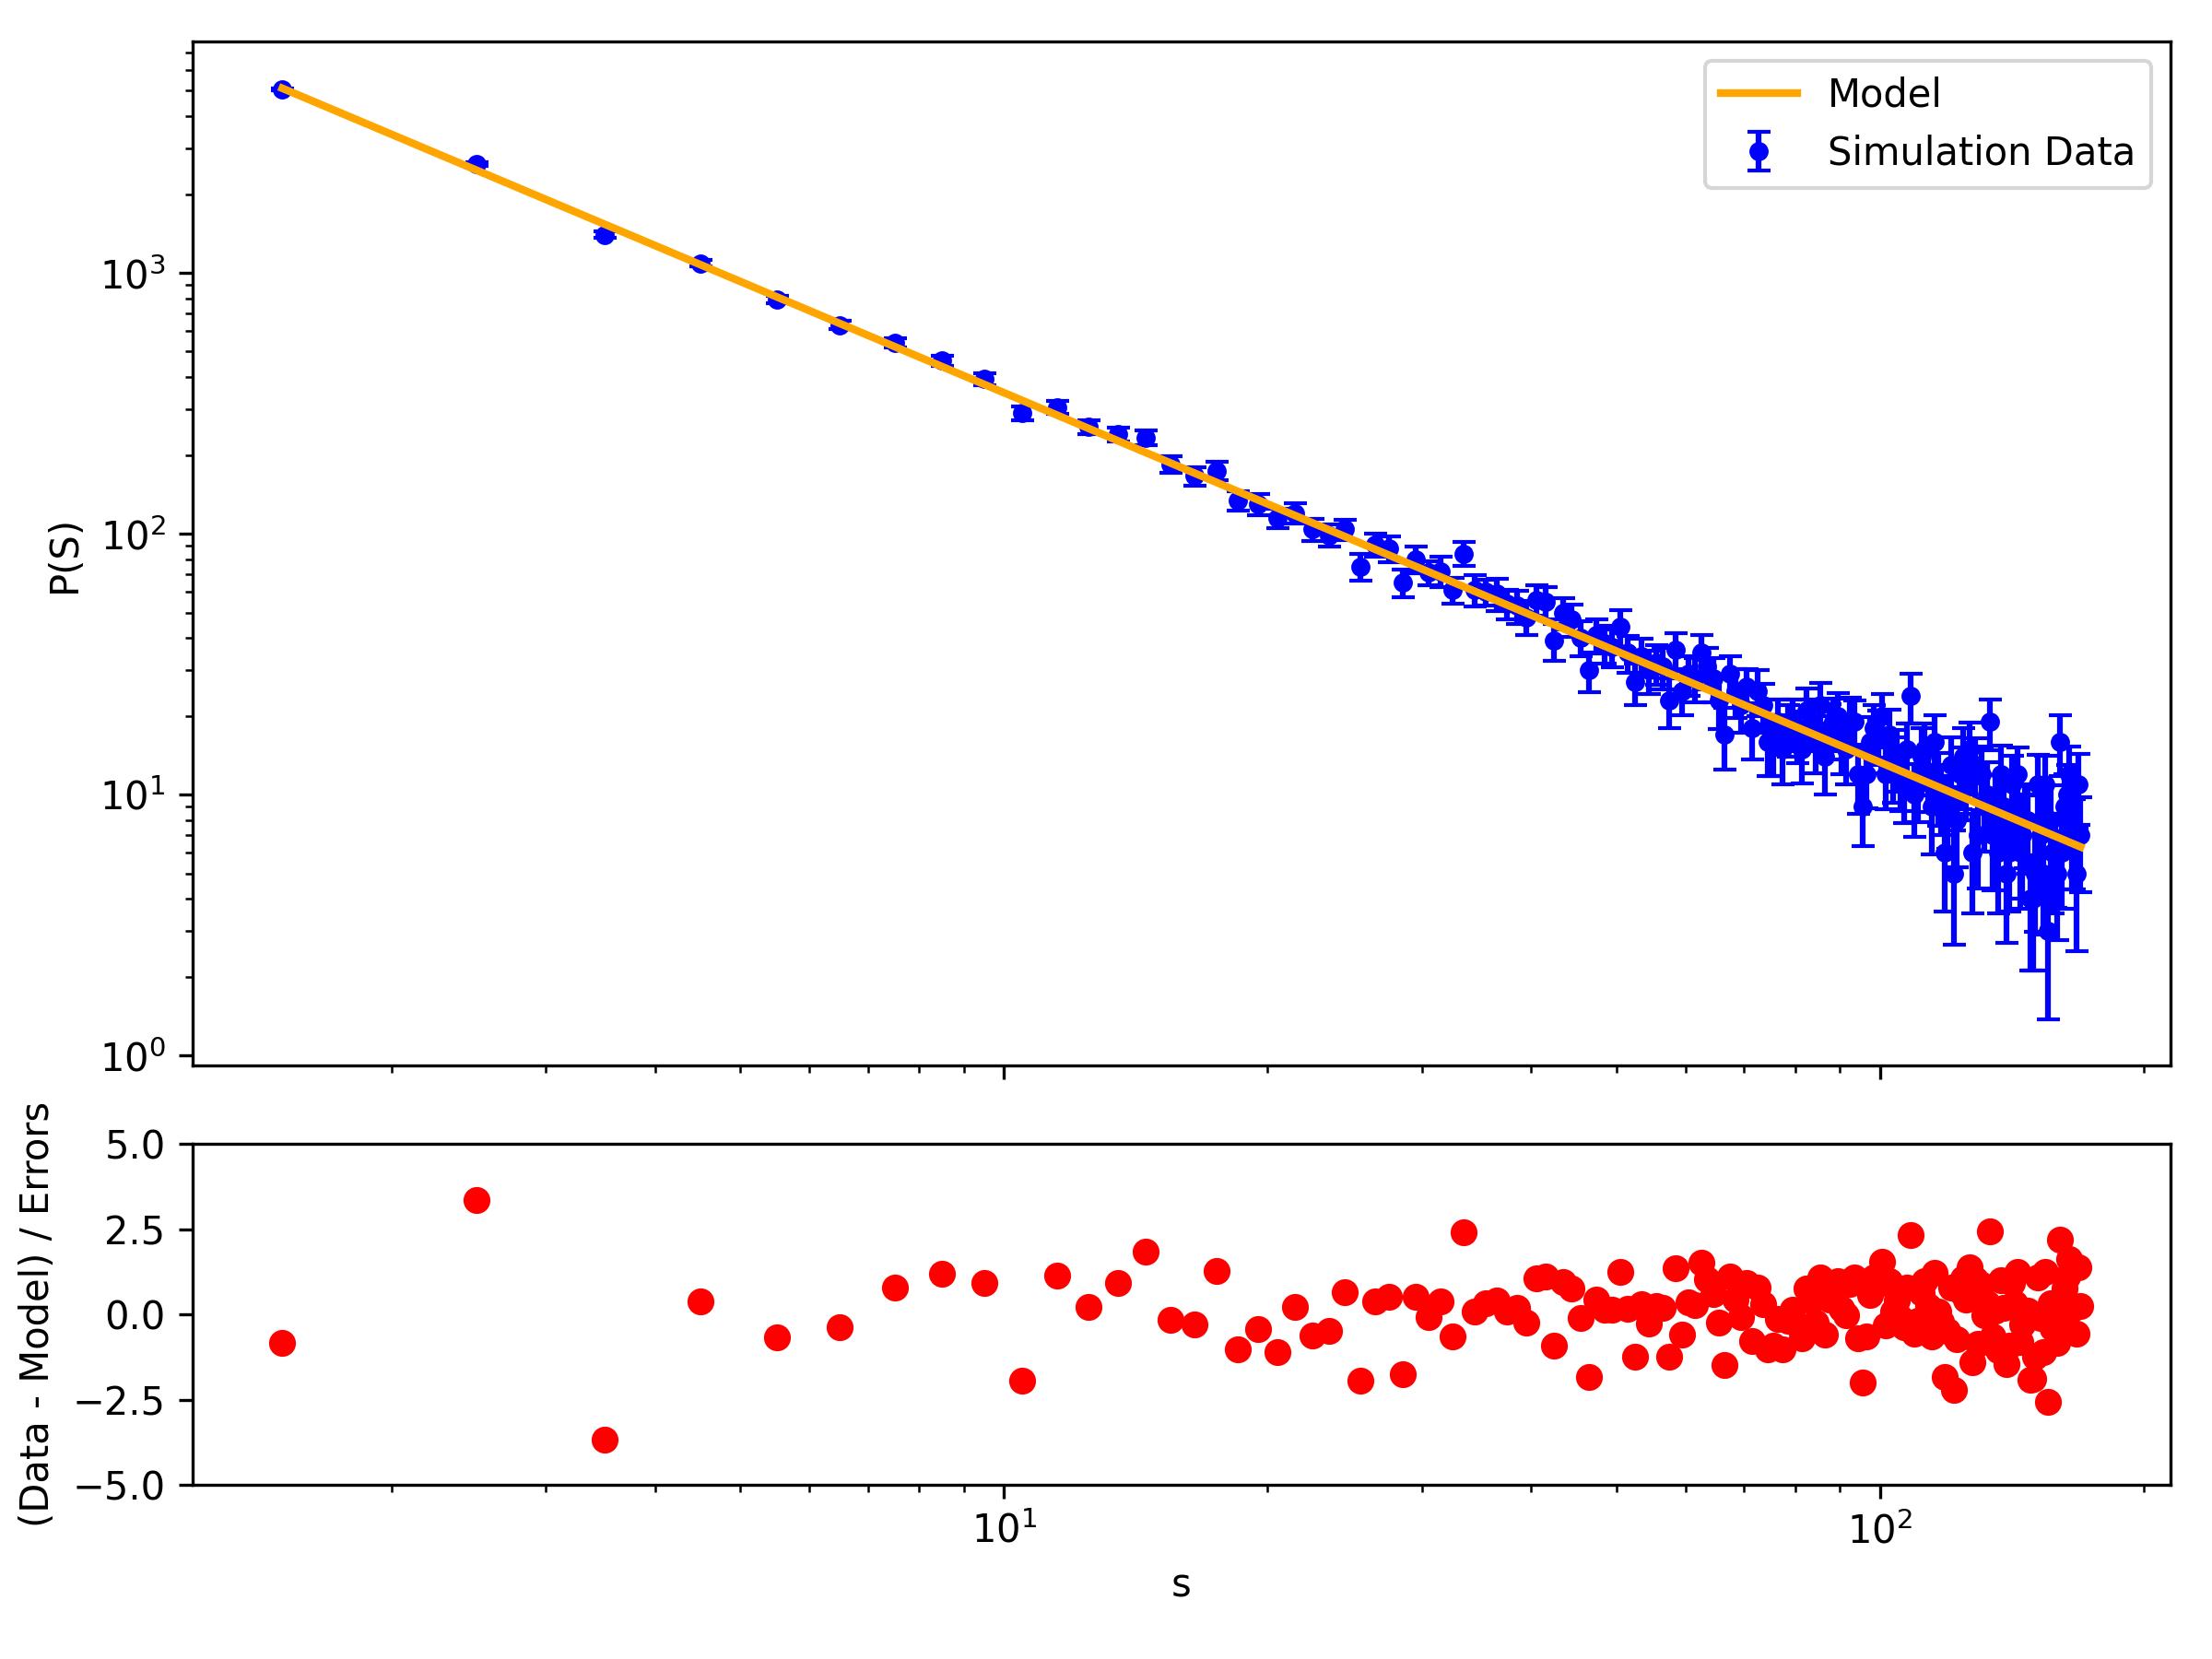 Model
Simulation Data
10³
10²
10¹
10⁰
P(S)
5.0
2.5
0.0
−2.5
−5.0
(Data - Model) / Errors
10¹
10²
s